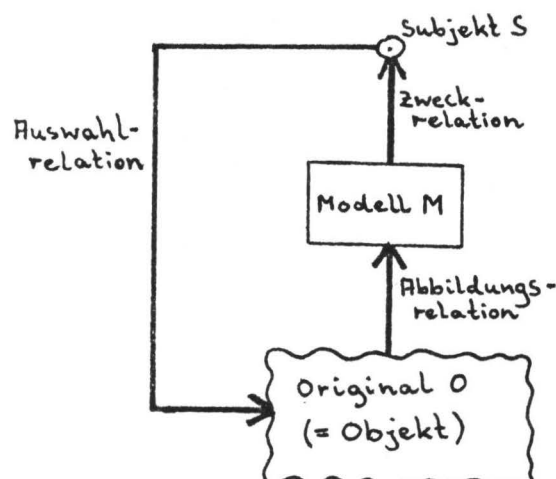 Subjekt S
Zweck-
relation
Auswahl-
relation
Modell M
Abbildungs-
relation
Original O
(= Objekt)